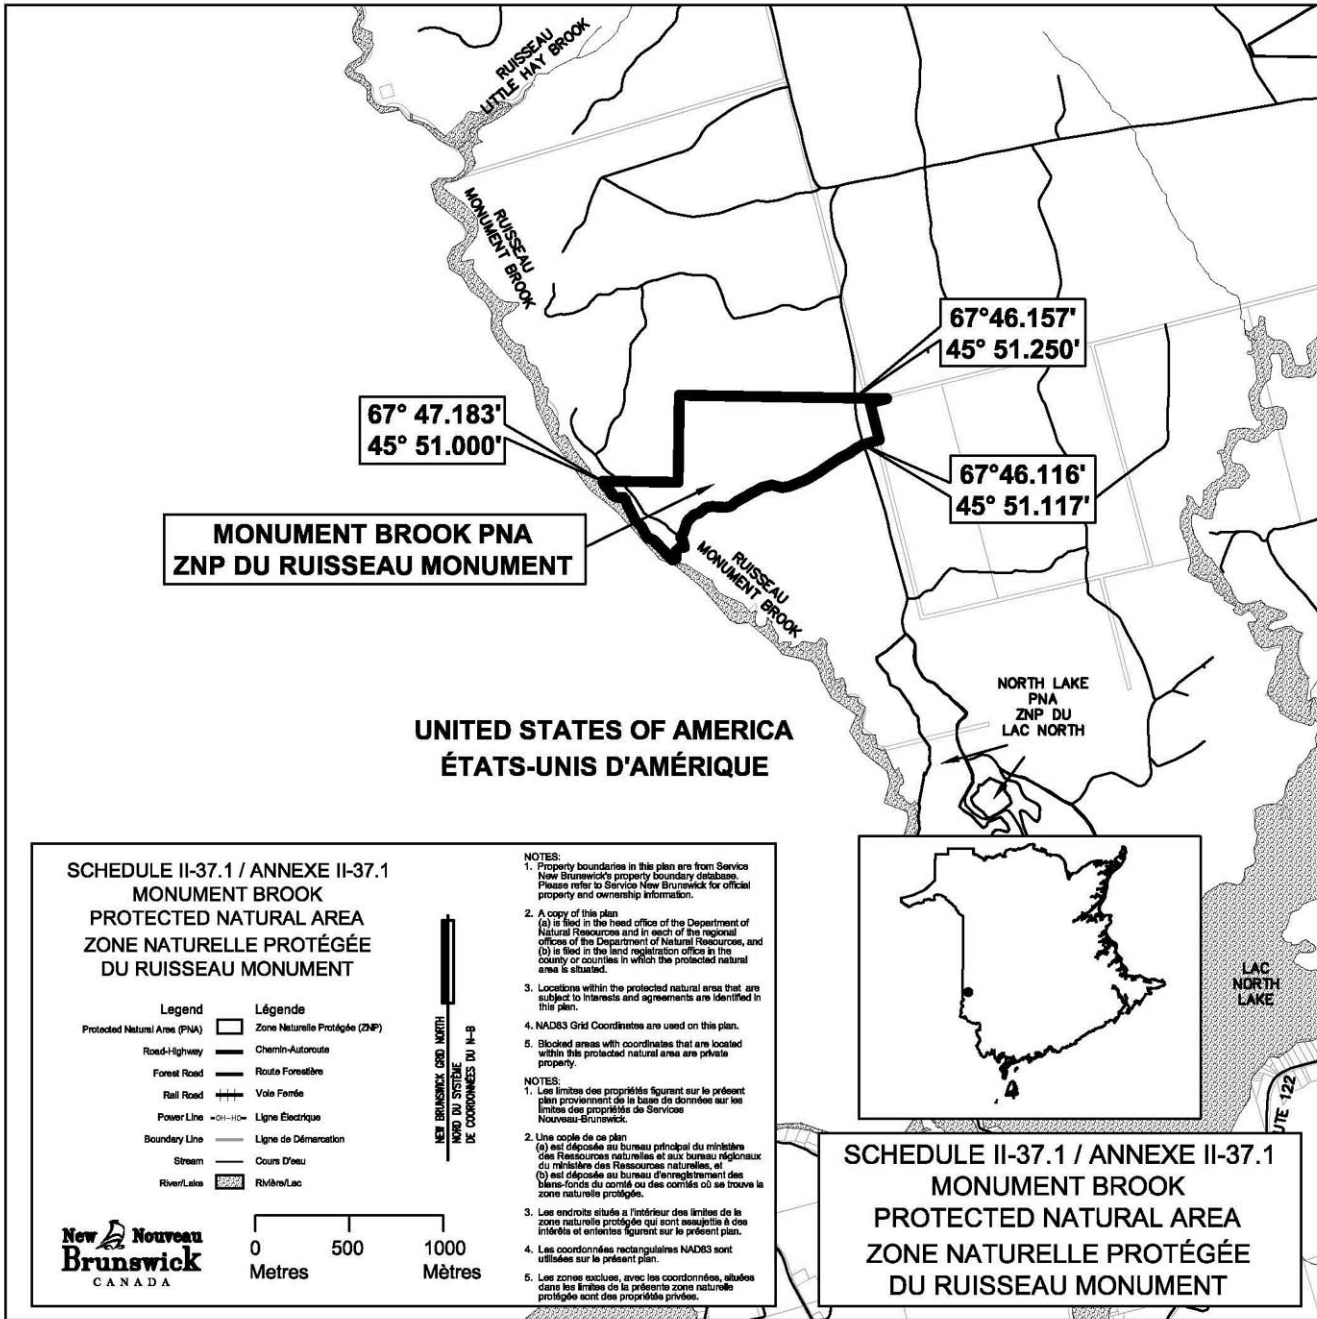 RUISSEAU
LITTLE HAY BROOK
RUISSEAU
MONUMENT BROOK
67°46.157'
45° 51.250'
67° 47.183'
45° 51.000'
67°46.116'
45° 51.117'
MONUMENT BROOK PNA
ZNP DU RUISSEAU MONUMENT
RUISSEAU
MONUMENT BROOK
NORTH LAKE
PNA
ZNP DU
LAC NORTH
UNITED STATES OF AMERICA
ÉTATS-UNIS D'AMÉRIQUE
LAC
NORTH
LAKE
UTE 122
SCHEDULE II-37.1 / ANNEXE II-37.1
MONUMENT BROOK
PROTECTED NATURAL AREA
ZONE NATURELLE PROTÉGÉE
DU RUISSEAU MONUMENT
Legend Légende
Protected Natural Area (PNA) Zone Naturelle Protégée (ZNP)
Road-Highway Chemin-Autoroute
Forest Road Route Forestière
Rail Road Voie Ferrée
Power Line -OH-HO- Ligne Électrique
Boundary Line Ligne de Démarcation
Stream Cours D'eau
River/Lake Rivière/Lac
NEW BRUNSWICK GRID NORTH
NORD DU SYSTÈME
DE COORDONNÉES DU N-B
New Nouveau
Brunswick
CANADA
0 500 1000
Metres Mètres
NOTES:
1. Property boundaries in this plan are from Service
New Brunswick's property boundary database.
Please refer to Service New Brunswick for official
property and ownership information.
2. A copy of this plan
(a) is filed in the head office of the Department of
Natural Resources and in each of the regional
offices of the Department of Natural Resources, and
(b) is filed in the land registration office in the
county or counties in which the protected natural
area is situated.
3. Locations within the protected natural area that are
subject to interests and agreements are identified in
this plan.
4. NAD83 Grid Coordinates are used on this plan.
5. Blocked areas with coordinates that are located
within this protected natural area are private
property.
NOTES:
1. Les limites des propriétés figurant sur le présent
plan proviennent de la base de données sur les
limites des propriétés de Services
Nouveau-Brunswick.
2. Une copie de ce plan
(a) est déposée au bureau principal du ministère
des Ressources naturelles et aux bureau régionaux
du ministère des Ressources naturelles, et
(b) est déposée au bureau d'enregistrement des
biens-fonds du comté ou des comtés où se trouve la
zone naturelle protégée.
3. Les endroits situés a l'intérieur des limites de la
zone naturelle protégée qui sont assujettis à des
intérêts et ententes figurent sur le présent plan.
4. Les coordonnées rectangulaires NAD83 sont
utilisées sur le présent plan.
5. Les zones exclues, avec les coordonnées, situées
dans les limites de la présente zone naturelle
protégée sont des propriétés privées.
SCHEDULE II-37.1 / ANNEXE II-37.1
MONUMENT BROOK
PROTECTED NATURAL AREA
ZONE NATURELLE PROTÉGÉE
DU RUISSEAU MONUMENT